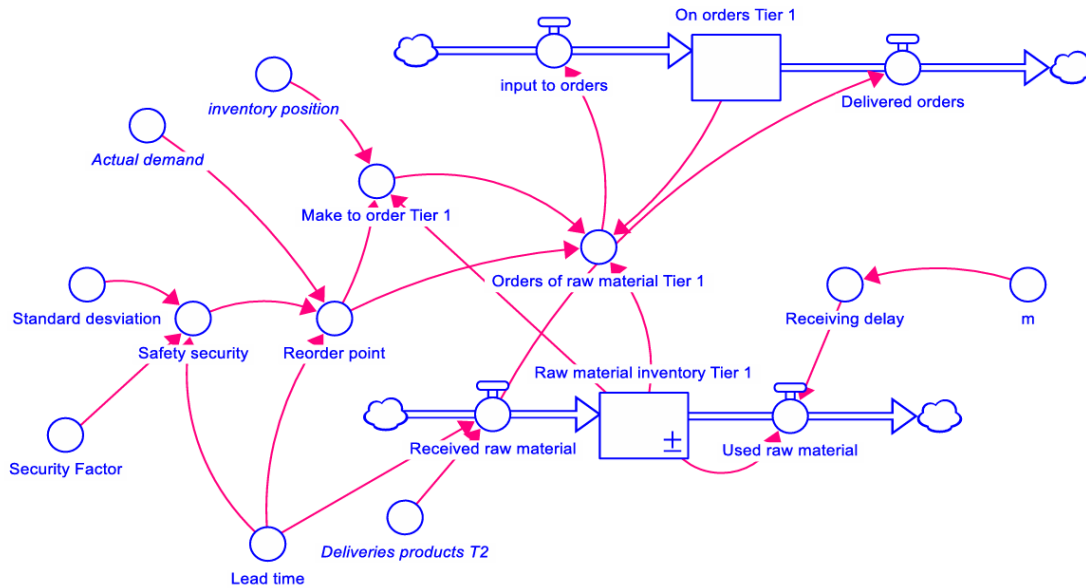 On orders Tier 1
input to orders
Delivered orders
inventory position
Actual demand
Make to order Tier 1
Orders of raw material Tier 1
Standard desviation
Safety security
Reorder point
Receiving delay
m
Raw material inventory Tier 1
Security Factor
Received raw material
Used raw material
Deliveries products T2
Lead time